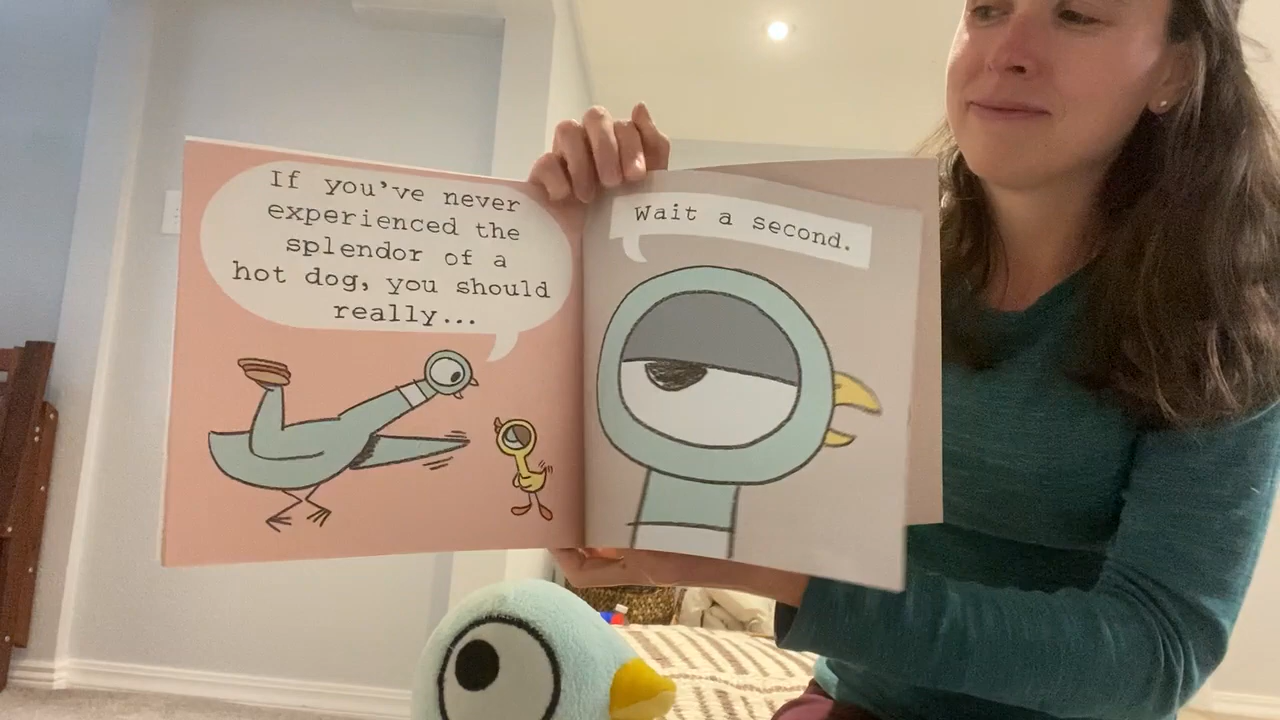 If you've never
experienced the
splendor of a
hot dog, you should
really...
Wait a second.